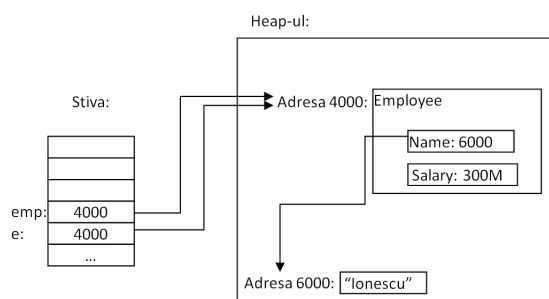 Heap-ul:
Stiva:
Adresa 4000:
Employee
Name: 6000
Salary: 300M
emp: 4000
e: 4000
...
Adresa 6000: "Ionescu"